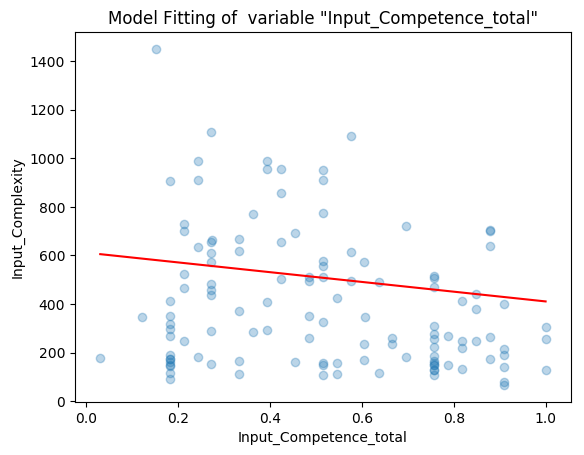 Model Fitting of  variable "Input_Competence_total"
1400
1200
1000
800
600
400
200
0
Input_Complexity
0.0 0.2 0.4 0.6 0.8 1.0
Input_Competence_total